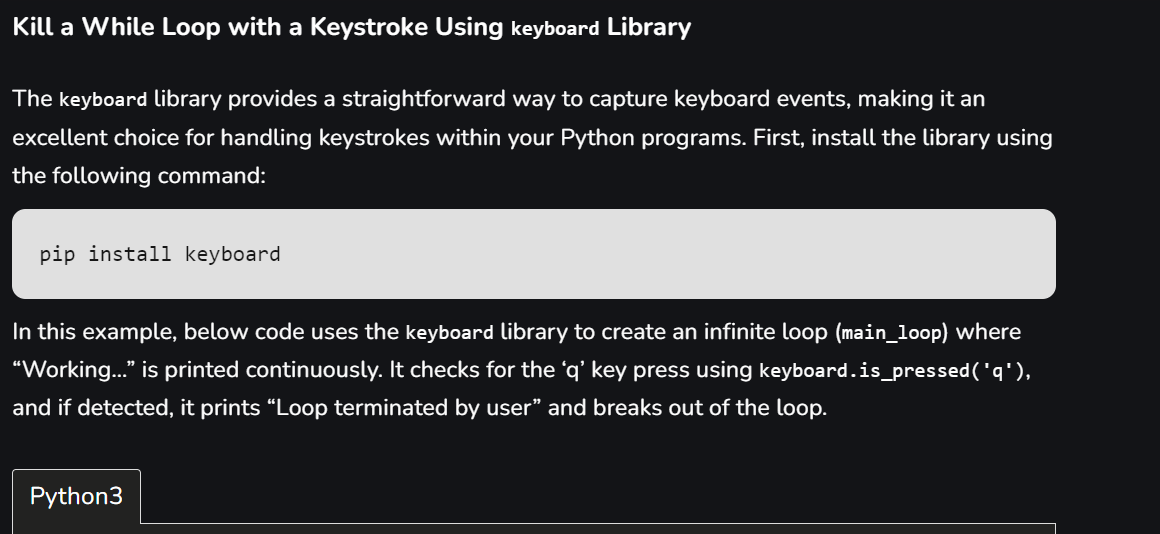 Kill a While Loop with a Keystroke Using keyboard Library
The keyboard library provides a straightforward way to capture keyboard events, making it an
excellent choice for handling keystrokes within your Python programs. First, install the library using
the following command:
pip install keyboard
In this example, below code uses the keyboard library to create an infinite loop (main_loop) where
“Working…” is printed continuously. It checks for the ‘q’ key press using keyboard.is_pressed('q'),
and if detected, it prints “Loop terminated by user” and breaks out of the loop.
Python3